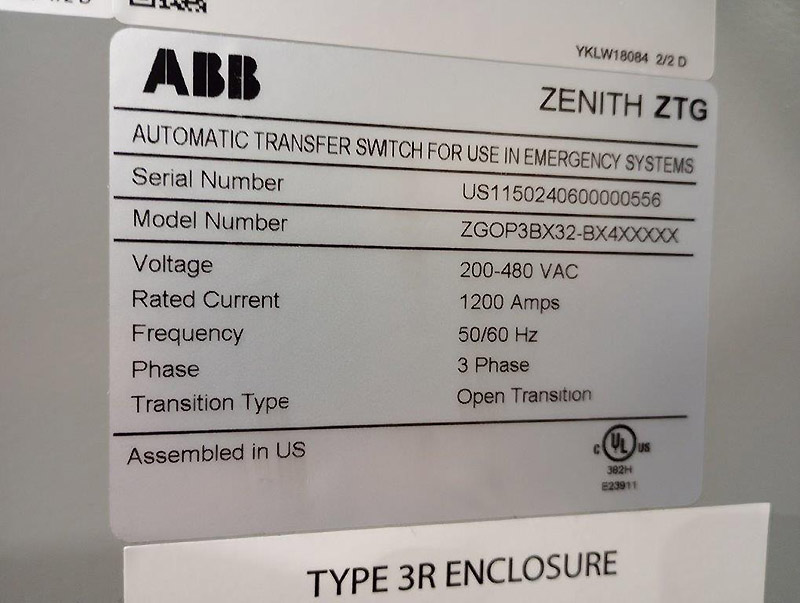 YKLW18084 2/2 D
ABB
ZENITH ZTG
AUTOMATIC TRANSFER SWITCH FOR USE IN EMERGENCY SYSTEMS
Serial Number US1150240600000556
Model Number ZGOP3BX32-BX4XXXXX
Voltage 200-480 VAC
Rated Current 1200 Amps
Frequency 50/60 Hz
Phase 3 Phase
Transition Type Open Transition
Assembled in US
C UL US
382H
E23911
TYPE 3R ENCLOSURE